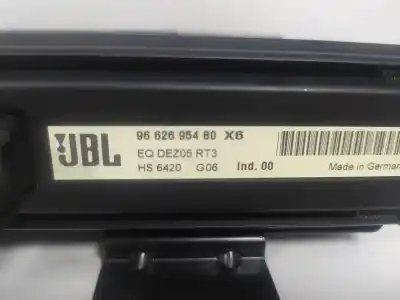 JBL
96 626 954 80 X6
EQ DEZ05 RT3
HS 6420 G06 Ind. 00
Made in German